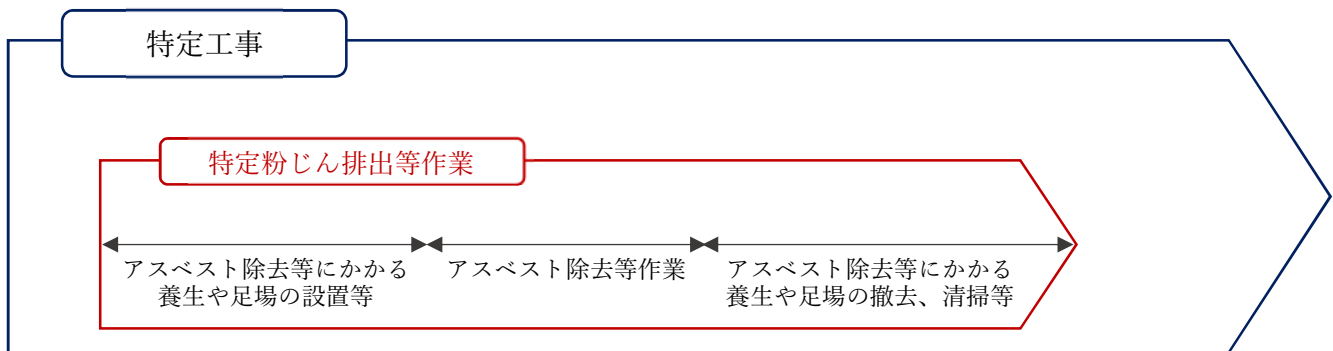 特定工事
特定粉じん排出等作業
アスベスト除去等にかかる
養生や足場の設置等
アスベスト除去等作業
アスベスト除去等にかかる
養生や足場の撤去、清掃等